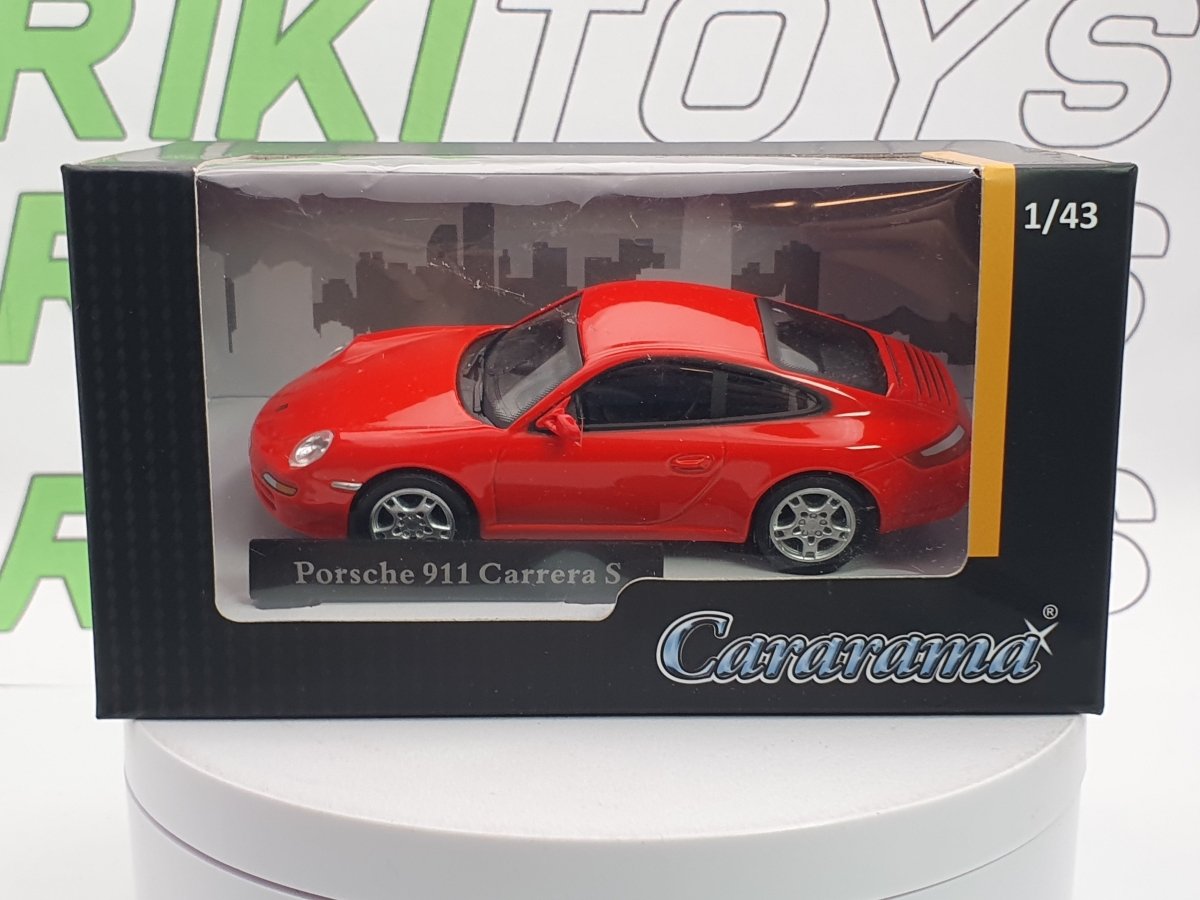 RIKITOYS
1/43
Porsche 911 Carrera S
Cararama®